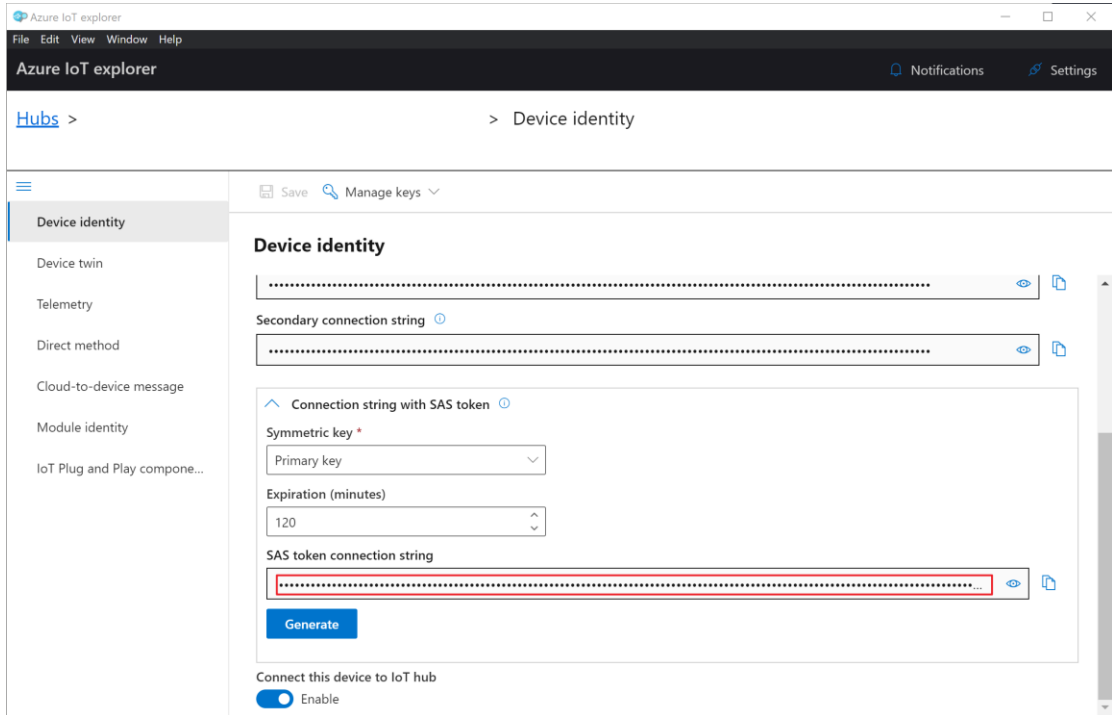 Azure IoT explorer
File Edit View Window Help
Azure IoT explorer
Notifications
Settings
Hubs > > Device identity
Save
Manage keys
Device identity
Device twin
Telemetry
Direct method
Cloud-to-device message
Module identity
IoT Plug and Play compone...
Device identity
Secondary connection string
Connection string with SAS token
Symmetric key *
Primary key
Expiration (minutes)
120
SAS token connection string
...
Generate
Connect this device to IoT hub
Enable